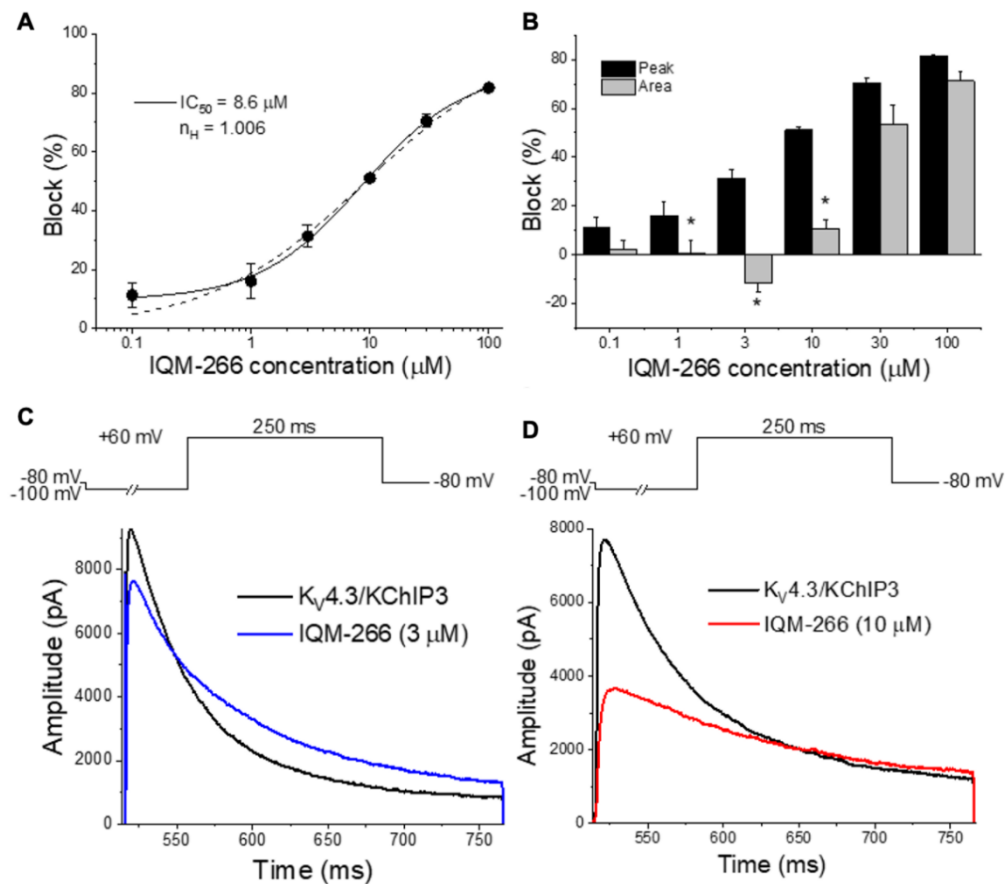 A
Block (%)
100
80
60
40
20
0
IC50 = 8.6 μM
nH = 1.006
0.1
1
10
100
IQM-266 concentration (μM)
B
Block (%)
80
60
40
20
0
-20
Peak
Area
*
*
*
0.1
1
3
10
30
100
IQM-266 concentration (μM)
C
+60 mV
250 ms
-80 mV
-100 mV
-80 mV
Amplitude (pA)
8000
6000
4000
2000
0
KV4.3/KChIP3
IQM-266 (3 μM)
550
600
650
700
750
Time (ms)
D
+60 mV
250 ms
-80 mV
-100 mV
-80 mV
Amplitude (pA)
8000
6000
4000
2000
0
KV4.3/KChIP3
IQM-266 (10 μM)
550
600
650
700
750
Time (ms)